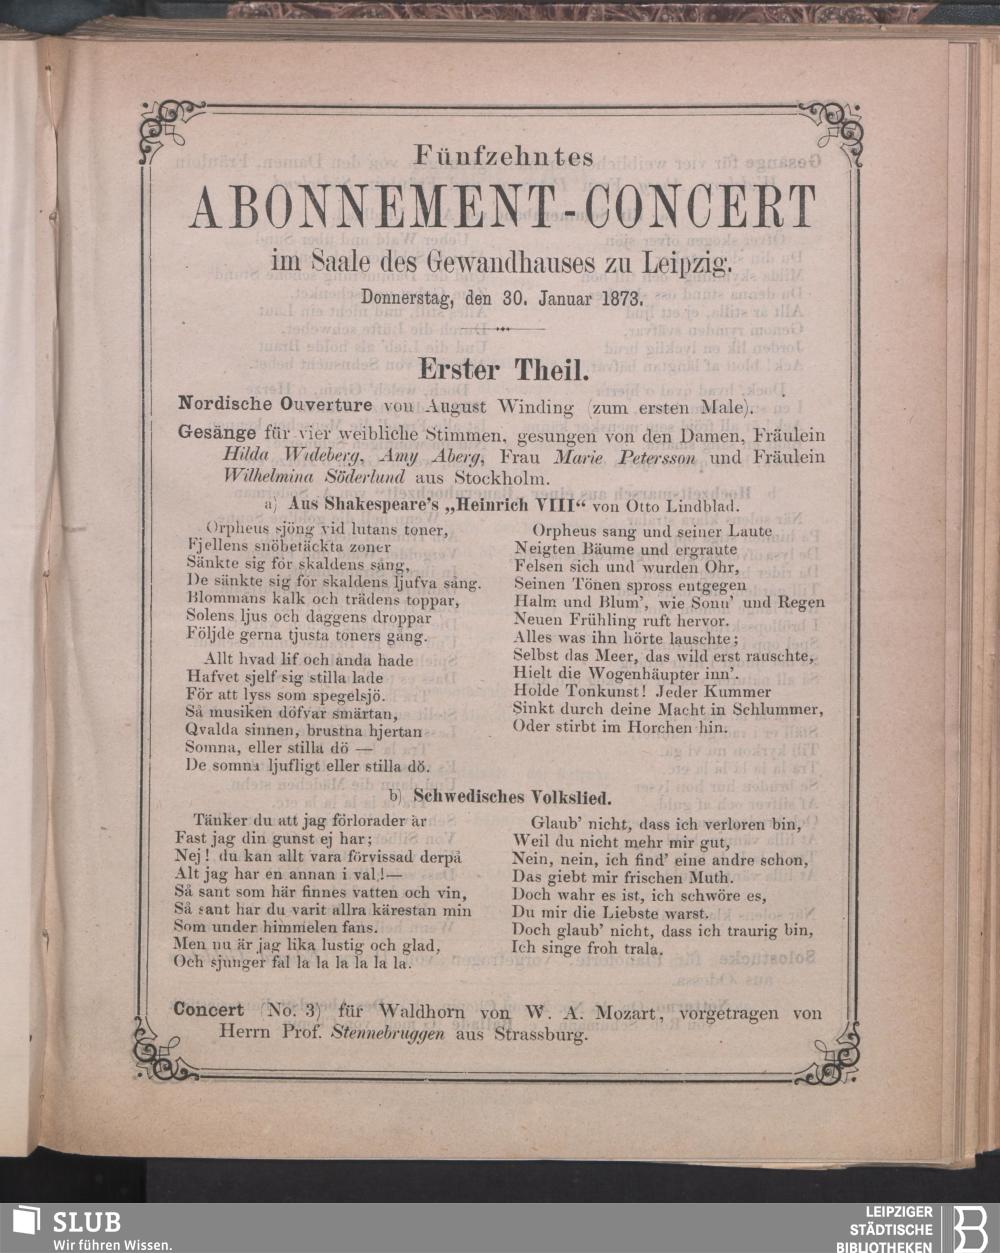 Fünfzehntes
ABONNEMENT-CONCERT
im Saale des Gewandhauses zu Leipzig.
Donnerstag, den 30. Januar 1873.
Erster Theil.
Nordische Ouverture von August Winding (zum ersten Male).
Gesänge für vier weibliche Stimmen, gesungen von den Damen, Fräulein
Hilda Wideberg, Amy Aberg, Frau Marie Petersson und Fräulein
Wilhelmina Söderlund aus Stockholm.
a) Aus Shakespeare's „Heinrich VIII“ von Otto Lindblad.
Orpheus sjöng vid lutans toner,
Fjellens snöbetäckta zoner
Sänkte sig för skaldens sång,
De sänkte sig för skaldens ljufva sång.
Blommans kalk och trädens toppar,
Solens ljus och daggens droppar
Följde gerna tjusta toners gång.
Allt hvad lif och anda hade
Hafvet sjelf sig stilla lade
För att lyss som spegelsjö.
Så musiken döfvar smärtan,
Qvalda sinnen, brustna hjertan
Somna, eller stilla dö —
De somna ljufligt eller stilla dö.
Orpheus sang und seiner Laute
Neigten Bäume und ergraute
Felsen sich und wurden Ohr,
Seinen Tönen spross entgegen
Halm und Blum', wie Sonn' und Regen
Neuen Frühling ruft hervor.
Alles was ihn hörte lauschte;
Selbst das Meer, das wild erst rauschte,
Hielt die Wogenhäupter inn'.
Holde Tonkunst! Jeder Kummer
Sinkt durch deine Macht in Schlummer,
Oder stirbt im Horchen hin.
b) Schwedisches Volkslied.
Tänker du att jag förlorader är
Fast jag din gunst ej har;
Nej! du kan allt vara förvissad derpå
Alt jag har en annan i val!—
Så sant som här finnes vatten och vin,
Så sant har du varit allra kärestan min
Som under himmelen fans.
Men nu är jag lika lustig och glad,
Och sjunger fal la la la la la la.
Glaub' nicht, dass ich verloren bin,
Weil du nicht mehr mir gut,
Nein, nein, ich find' eine andre schon,
Das giebt mir frischen Muth.
Doch wahr es ist, ich schwöre es,
Du mir die Liebste warst.
Doch glaub' nicht, dass ich traurig bin,
Ich singe froh trala.
Concert (No. 3) für Waldhorn von W. A. Mozart, vorgetragen von
Herrn Prof. Stennebruggen aus Strassburg.
SLUB
Wir führen Wissen.
LEIPZIGER
STÄDTISCHE
BIBLIOTHEKEN